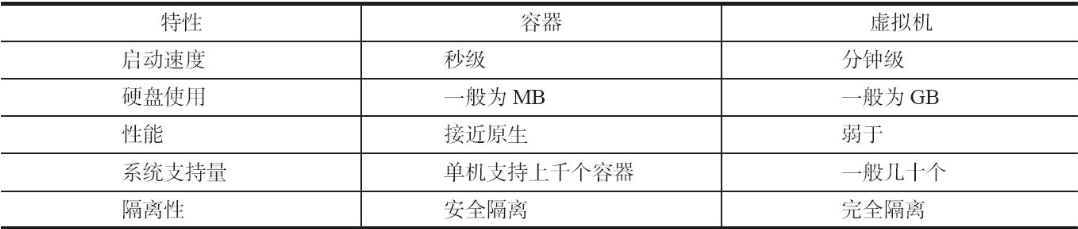 特性 容器 虚拟机
启动速度 秒级 分钟级
硬盘使用 一般为 MB 一般为 GB
性能 接近原生 弱于
系统支持量 单机支持上千个容器 一般几十个
隔离性 安全隔离 完全隔离